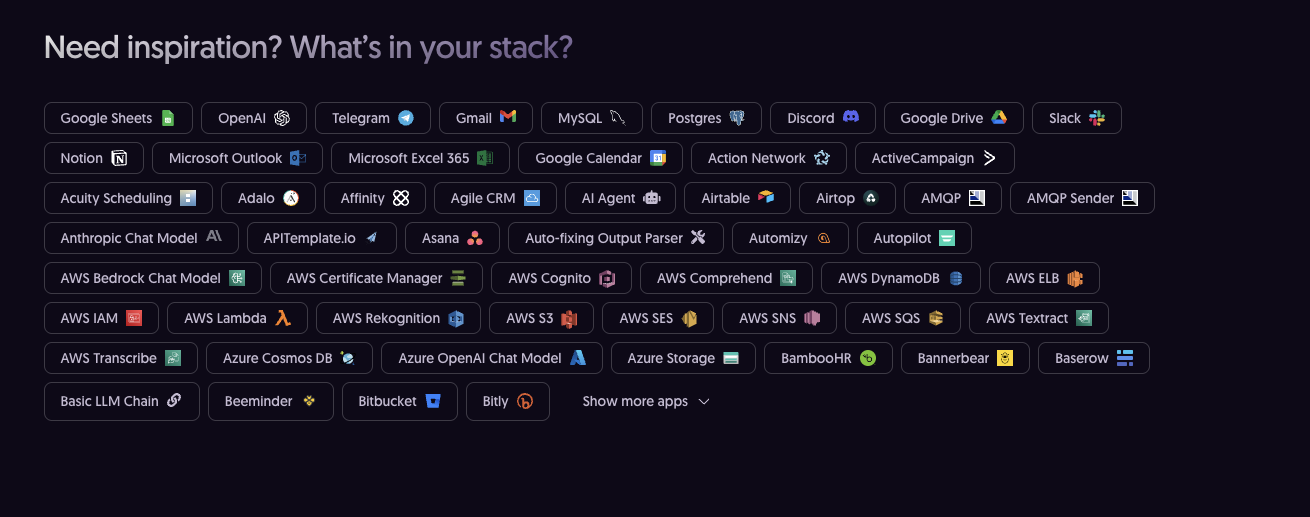 Need inspiration? What's in your stack?
Google Sheets OpenAI Telegram Gmail MySQL Postgres Discord Google Drive Slack
Notion Microsoft Outlook Microsoft Excel 365 Google Calendar Action Network ActiveCampaign
Acuity Scheduling Adalo Affinity Agile CRM AI Agent Airtable Airtop AMQP AMQP Sender
Anthropic Chat Model APITemplate.io Asana Auto-fixing Output Parser Automizy Autopilot
AWS Bedrock Chat Model AWS Certificate Manager AWS Cognito AWS Comprehend AWS DynamoDB AWS ELB
AWS IAM AWS Lambda AWS Rekognition AWS S3 AWS SES AWS SNS AWS SQS AWS Textract
AWS Transcribe Azure Cosmos DB Azure OpenAI Chat Model Azure Storage BambooHR Bannerbear Baserow
Basic LLM Chain Beeminder Bitbucket Bitly Show more apps